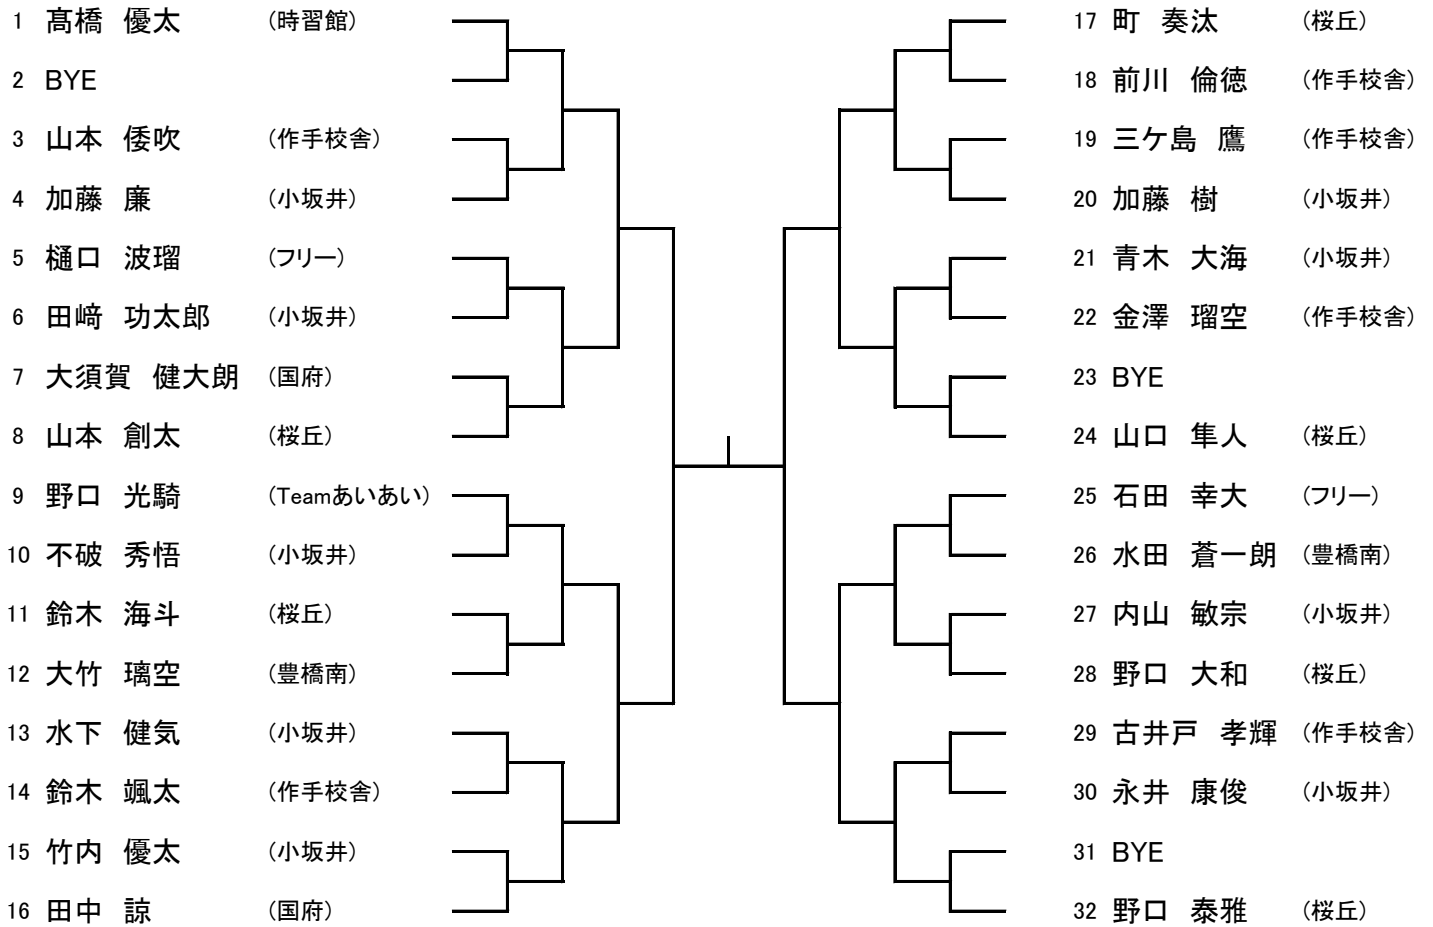 1 髙橋　優太 (時習館)
2 BYE
3 山本　倭吹 (作手校舎)
4 加藤　廉 (小坂井)
5 樋口　波瑠 (フリー)
6 田﨑　功太郎 (小坂井)
7 大須賀　健大朗 (国府)
8 山本　創太 (桜丘)
9 野口　光騎 (Teamあいあい)
10 不破　秀悟 (小坂井)
11 鈴木　海斗 (桜丘)
12 大竹　璃空 (豊橋南)
13 水下　健気 (小坂井)
14 鈴木　颯太 (作手校舎)
15 竹内　優太 (小坂井)
16 田中　諒 (国府)
17 町　奏汰 (桜丘)
18 前川　倫徳 (作手校舎)
19 三ケ島　鷹 (作手校舎)
20 加藤　樹 (小坂井)
21 青木　大海 (小坂井)
22 金澤　瑠空 (作手校舎)
23 BYE
24 山口　隼人 (桜丘)
25 石田　幸大 (フリー)
26 水田　蒼一朗 (豊橋南)
27 内山　敏宗 (小坂井)
28 野口　大和 (桜丘)
29 古井戸　孝輝 (作手校舎)
30 永井　康俊 (小坂井)
31 BYE
32 野口　泰雅 (桜丘)